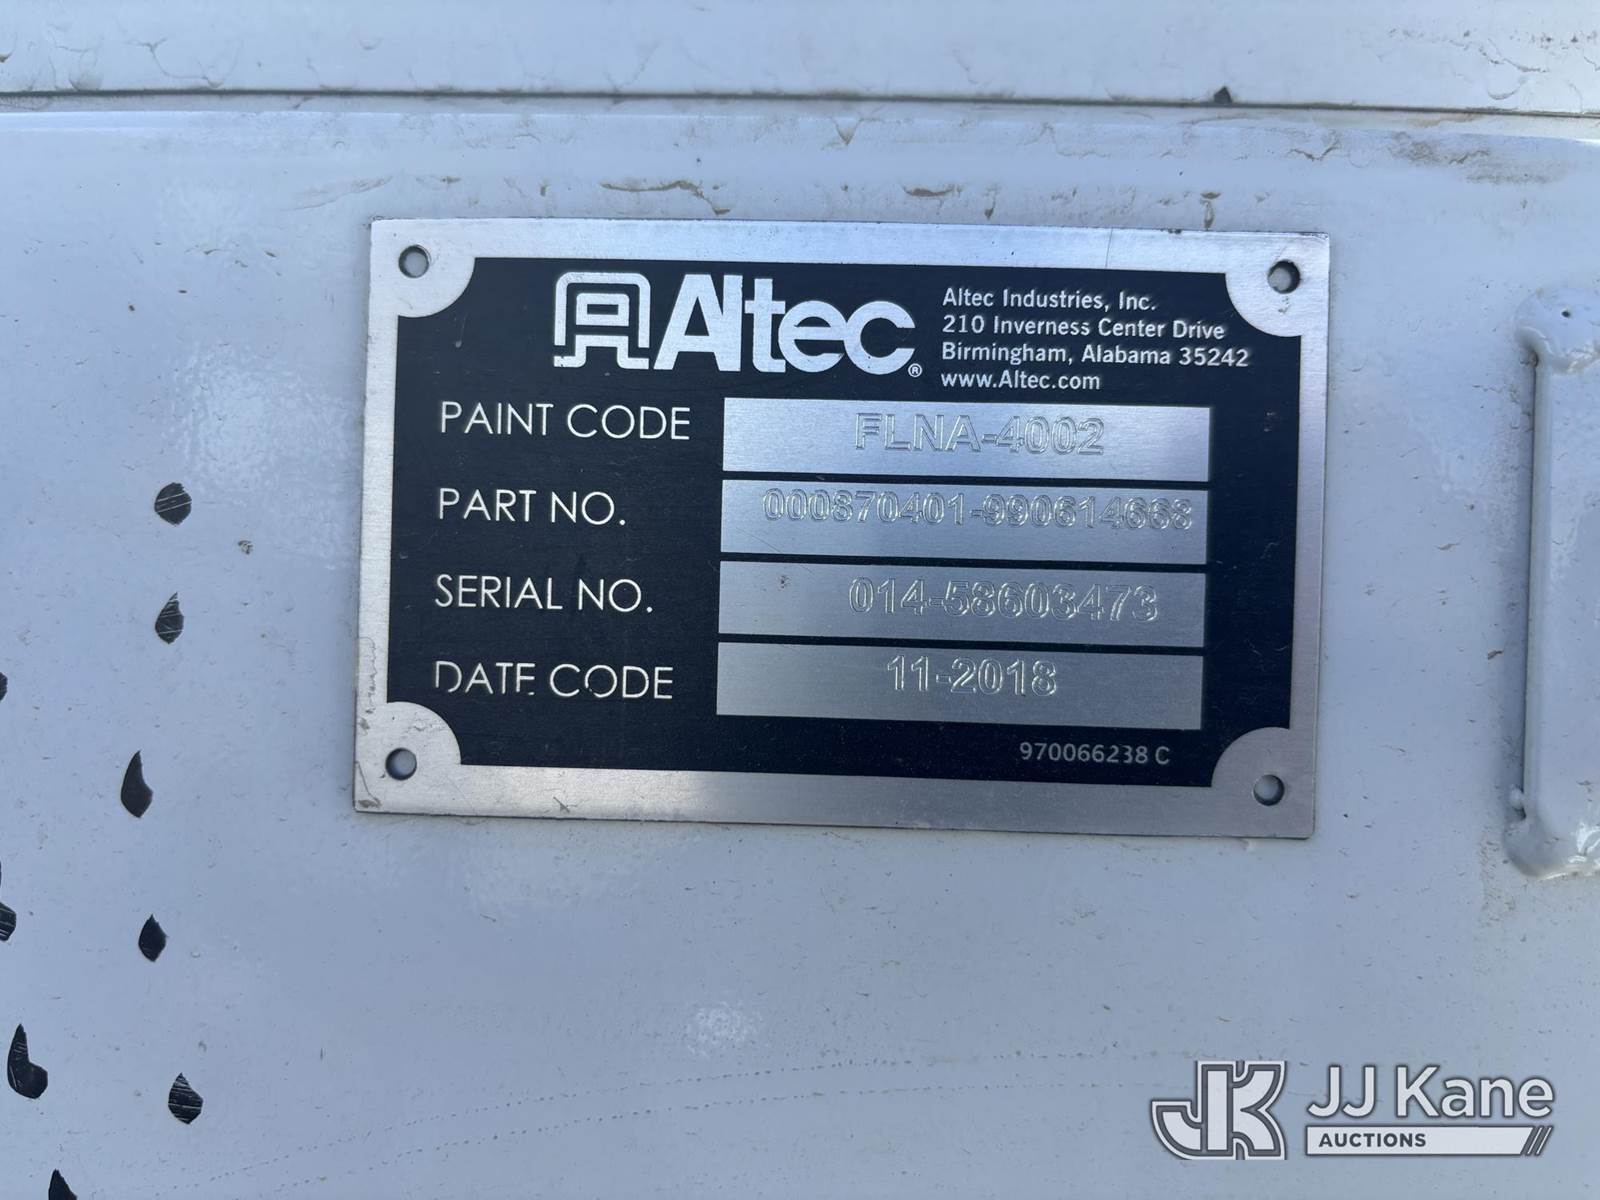 Altec®
Altec Industries, Inc.
210 Inverness Center Drive
Birmingham, Alabama 35242
www.Altec.com
PAINT CODE FLNA-4002
PART NO. 000870401-990614668
SERIAL NO. 014-58603473
DATE CODE 11-2018
970066238 C
JK JJ Kane
AUCTIONS